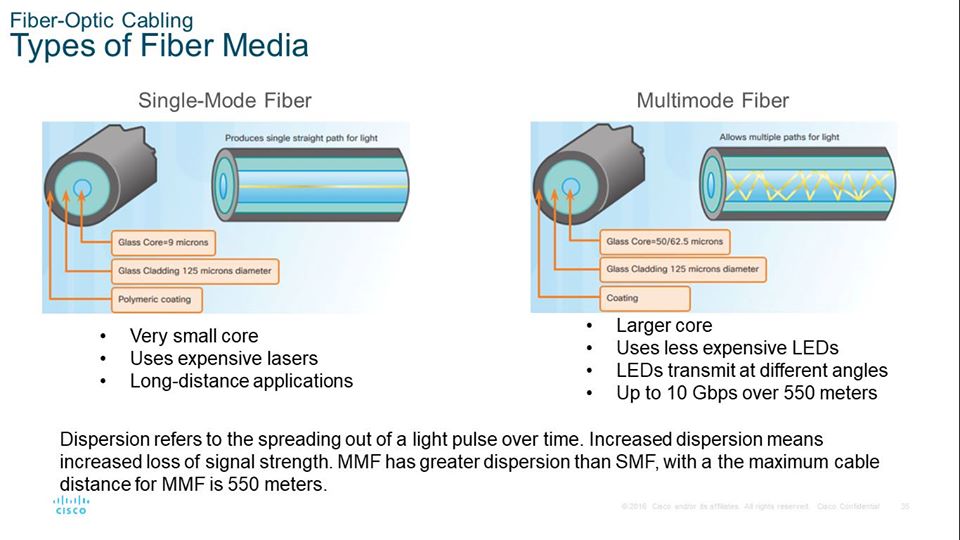 Fiber-Optic Cabling
Types of Fiber Media
Single-Mode Fiber
Produces single straight path for light
Glass Core=9 microns
Glass Cladding 125 microns diameter
Polymeric coating
• Very small core
• Uses expensive lasers
• Long-distance applications
Multimode Fiber
Allows multiple paths for light
Glass Core=50/62.5 microns
Glass Cladding 125 microns diameter
Coating
• Larger core
• Uses less expensive LEDs
• LEDs transmit at different angles
• Up to 10 Gbps over 550 meters
Dispersion refers to the spreading out of a light pulse over time. Increased dispersion means
increased loss of signal strength. MMF has greater dispersion than SMF, with a the maximum cable
distance for MMF is 550 meters.
CISCO
© 2016 Cisco and/or its affiliates. All rights reserved. Cisco Confidential 35